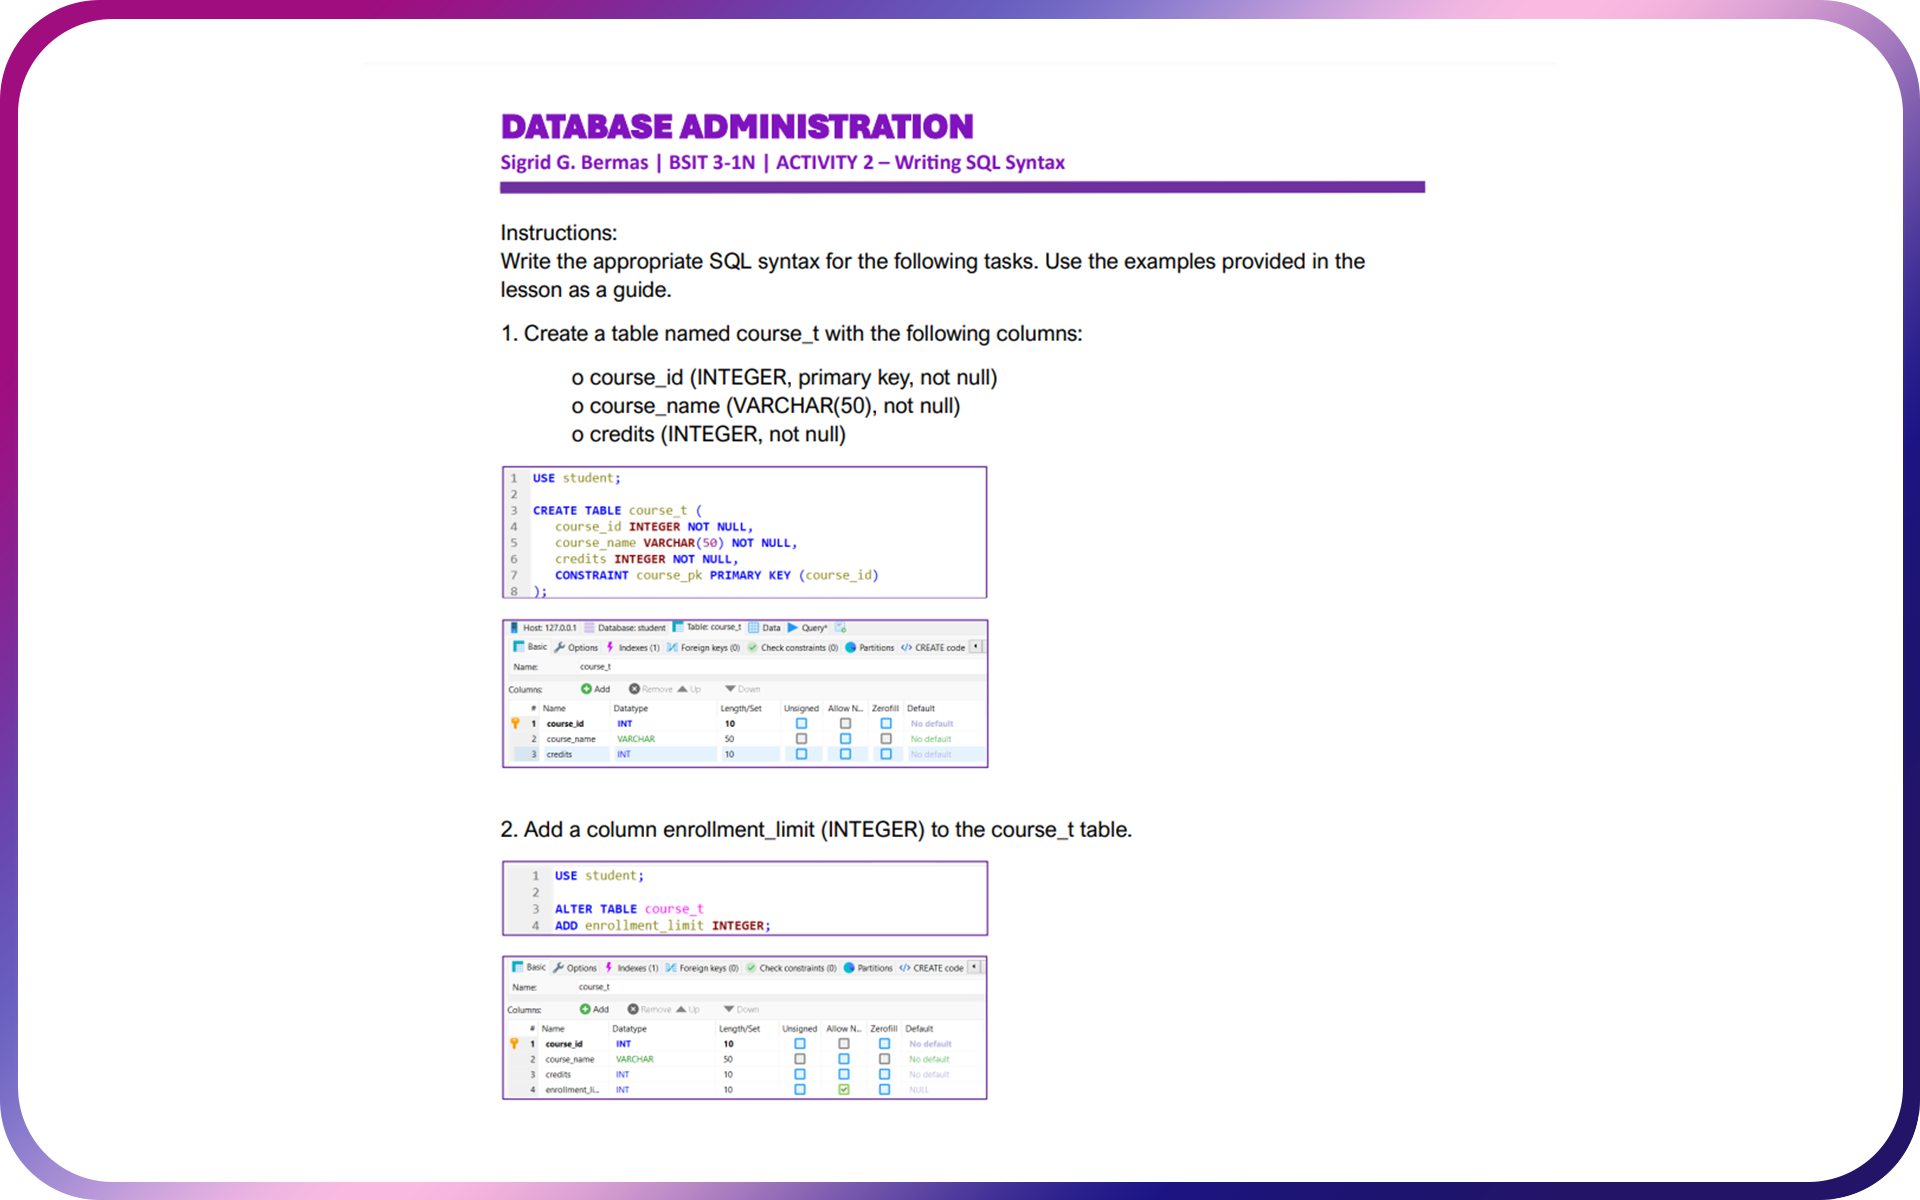 DATABASE ADMINISTRATION
Sigrid G. Bermas | BSIT 3-1N | ACTIVITY 2 – Writing SQL Syntax
Instructions:
Write the appropriate SQL syntax for the following tasks. Use the examples provided in the
lesson as a guide.
1. Create a table named course_t with the following columns:
o course_id (INTEGER, primary key, not null)
o course_name (VARCHAR(50), not null)
o credits (INTEGER, not null)
1 USE student;
2
3 CREATE TABLE course_t (
4 course_id INTEGER NOT NULL,
5 course_name VARCHAR(50) NOT NULL,
6 credits INTEGER NOT NULL,
7 CONSTRAINT course_pk PRIMARY KEY (course_id)
8 );
Host: 127.0.0.1 Database: student Table: course_t Data Query*
Basic Options Indexes (1) Foreign keys (0) Check constraints (0) Partitions </> CREATE code
Name: course_t
Columns: Add Remove Up Down
# Name Datatype Length/Set Unsigned Allow N... Zerofill Default
1 course_id INT 10 No default
2 course_name VARCHAR 50 No default
3 credits INT 10 No default
2. Add a column enrollment_limit (INTEGER) to the course_t table.
1 USE student;
2
3 ALTER TABLE course_t
4 ADD enrollment_limit INTEGER;
Basic Options Indexes (1) Foreign keys (0) Check constraints (0) Partitions </> CREATE code
Name: course_t
Columns: Add Remove Up Down
# Name Datatype Length/Set Unsigned Allow N... Zerofill Default
1 course_id INT 10 No default
2 course_name VARCHAR 50 No default
3 credits INT 10 No default
4 enrollment_li... INT 10 NULL